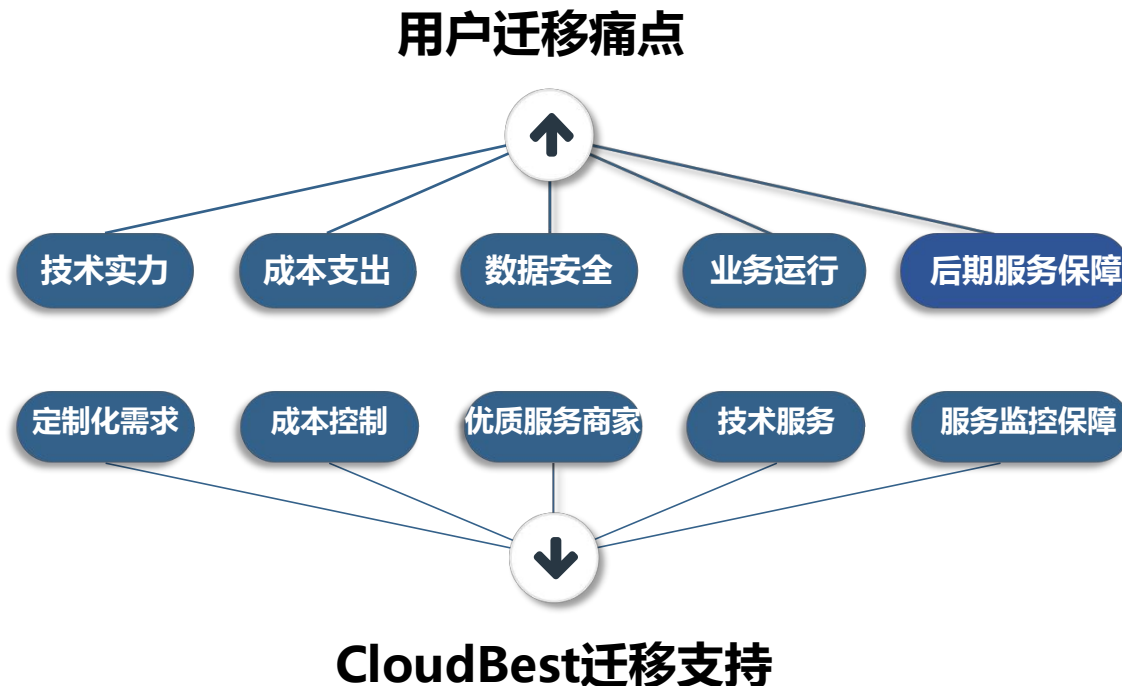 用户迁移痛点
技术实力
成本支出
数据安全
业务运行
后期服务保障
定制化需求
成本控制
优质服务商家
技术服务
服务监控保障
CloudBest迁移支持